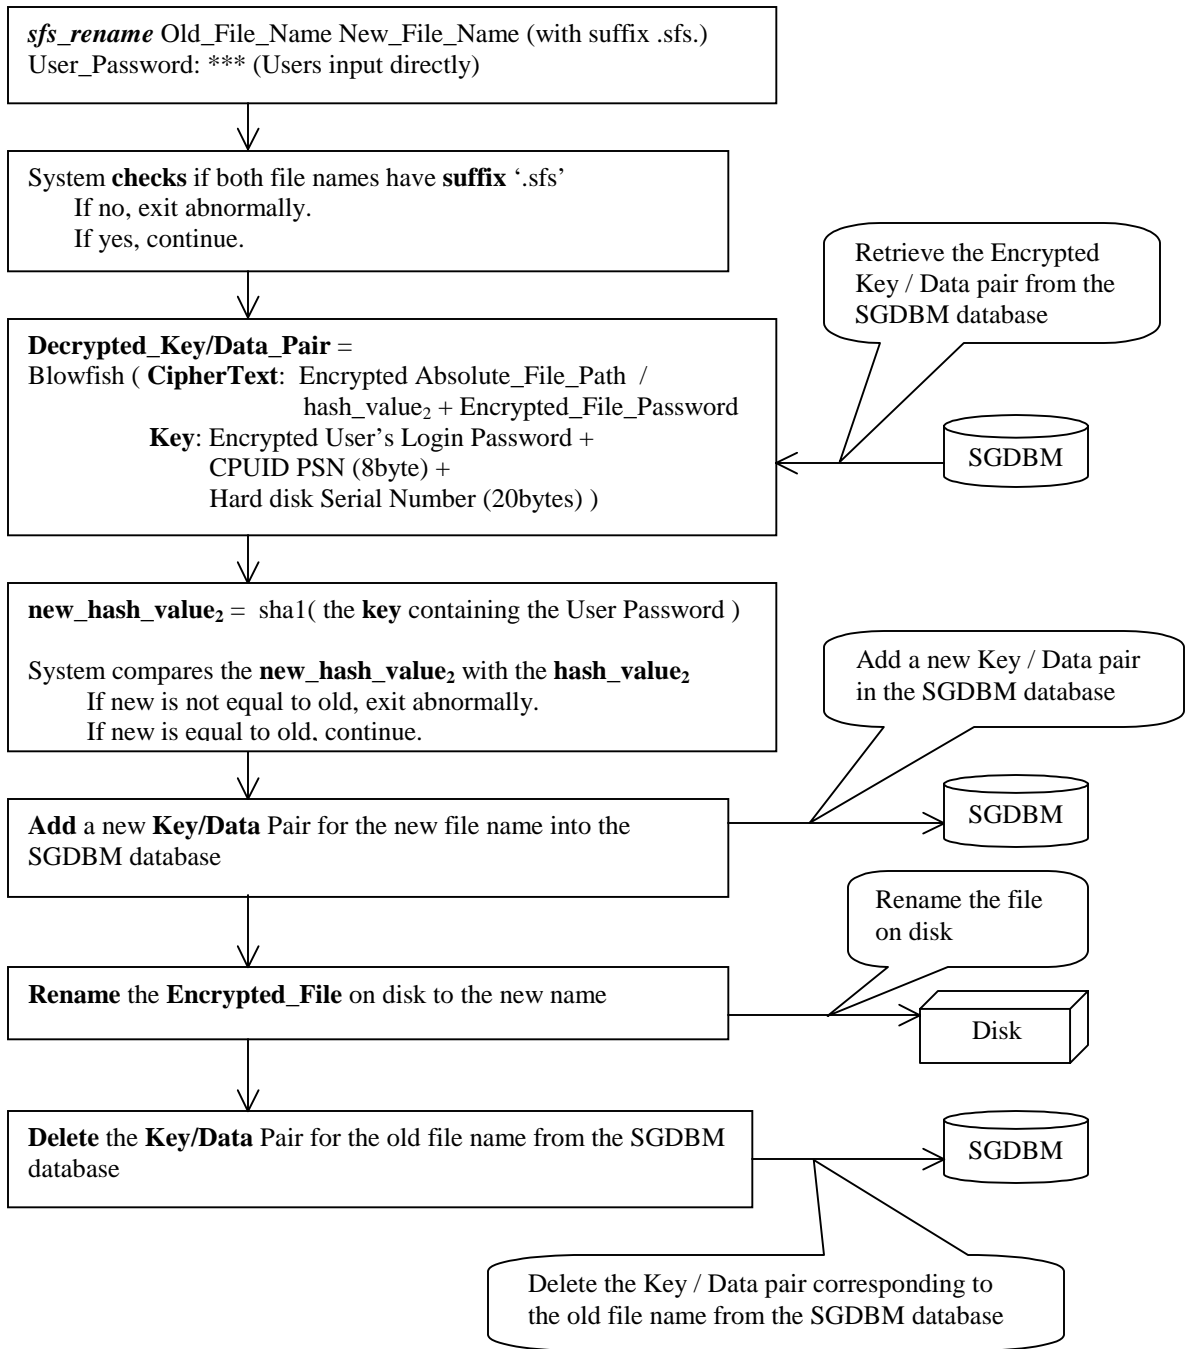 sfs_rename Old_File_Name New_File_Name (with suffix .sfs.)
User_Password: *** (Users input directly)
System checks if both file names have suffix ‘.sfs’
If no, exit abnormally.
If yes, continue.
Retrieve the Encrypted
Key / Data pair from the
SGDBM database
Decrypted_Key/Data_Pair =
Blowfish ( CipherText: Encrypted Absolute_File_Path /
hash_value2 + Encrypted_File_Password
Key: Encrypted User’s Login Password +
CPUID PSN (8byte) +
Hard disk Serial Number (20bytes) )
SGDBM
new_hash_value2 = sha1( the key containing the User Password )
System compares the new_hash_value2 with the hash_value2
If new is not equal to old, exit abnormally.
If new is equal to old, continue.
Add a new Key / Data pair
in the SGDBM database
Add a new Key/Data Pair for the new file name into the
SGDBM database
SGDBM
Rename the file
on disk
Rename the Encrypted_File on disk to the new name
Disk
Delete the Key/Data Pair for the old file name from the SGDBM
database
SGDBM
Delete the Key / Data pair corresponding to
the old file name from the SGDBM database